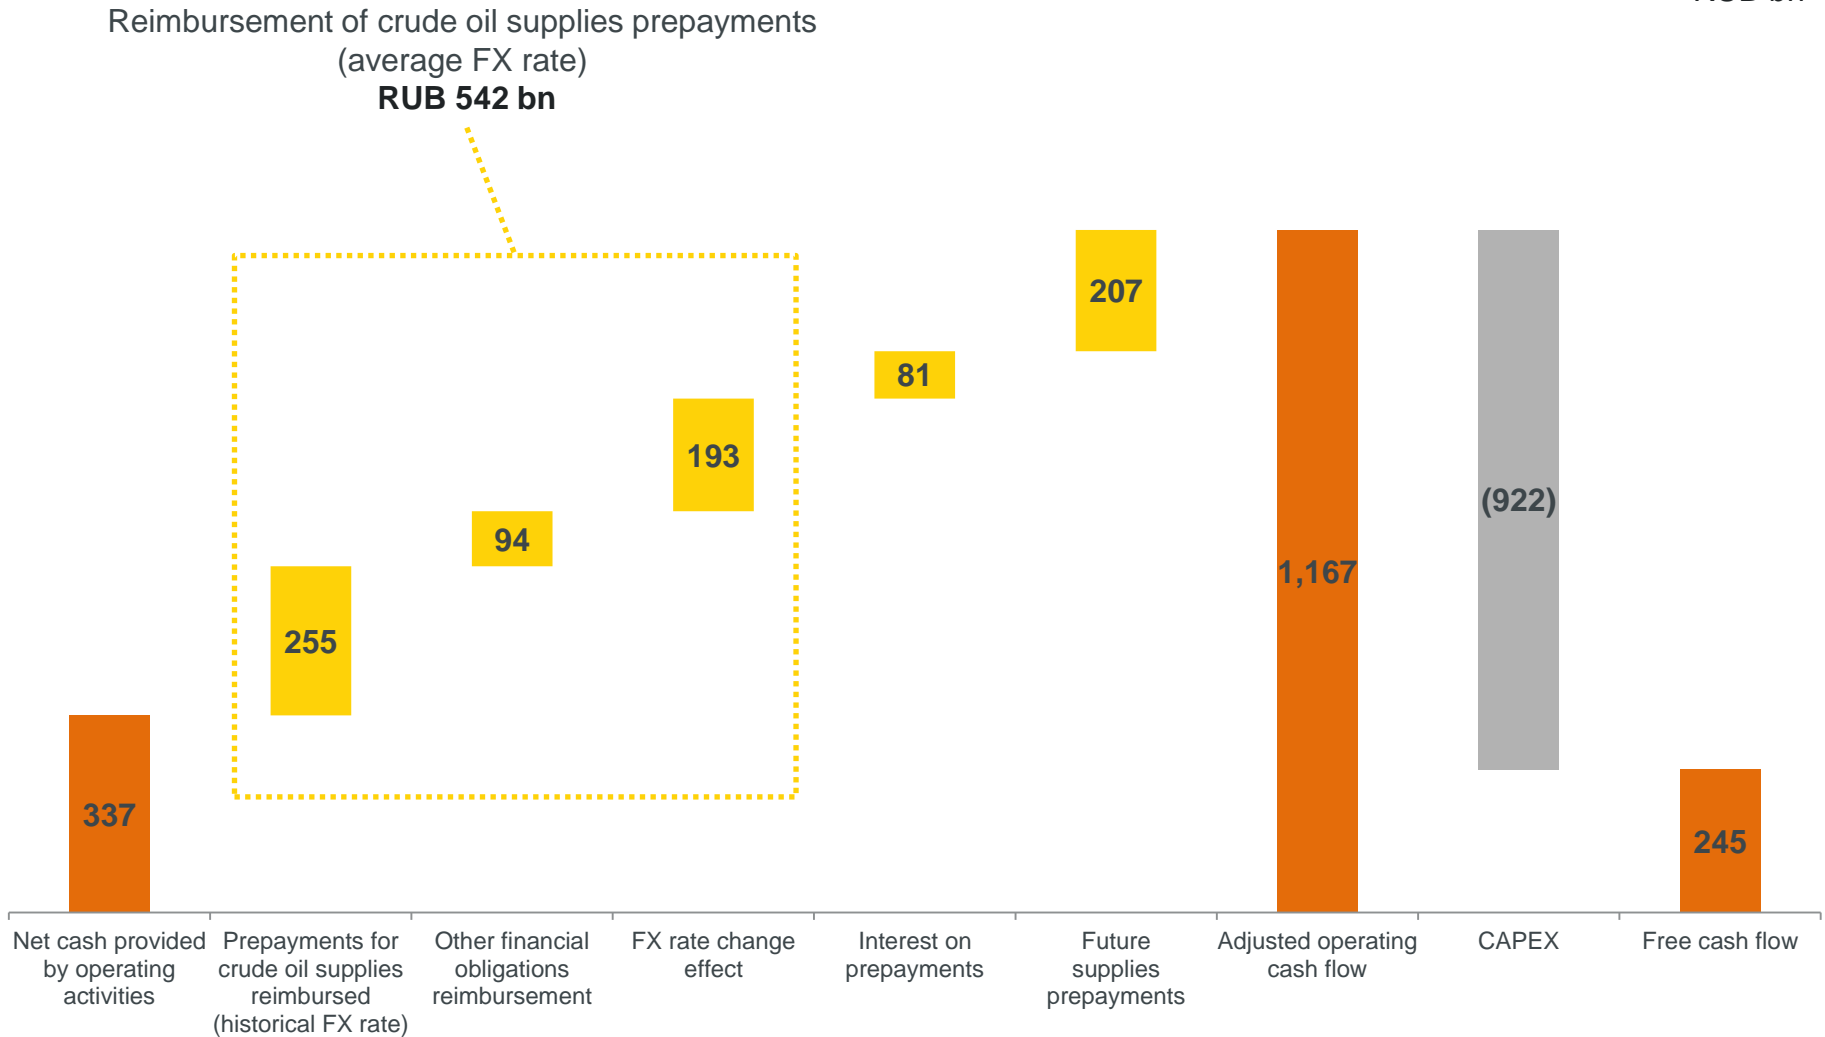 Reimbursement of crude oil supplies prepayments
(average FX rate)
RUB 542 bn
207
81
193
(922)
94
1,167
255
337
245
Net cash provided
by operating
activities
Prepayments for
crude oil supplies
reimbursed
(historical FX rate)
Other financial
obligations
reimbursement
FX rate change
effect
Interest on
prepayments
Future
supplies
prepayments
Adjusted operating
cash flow
CAPEX
Free cash flow